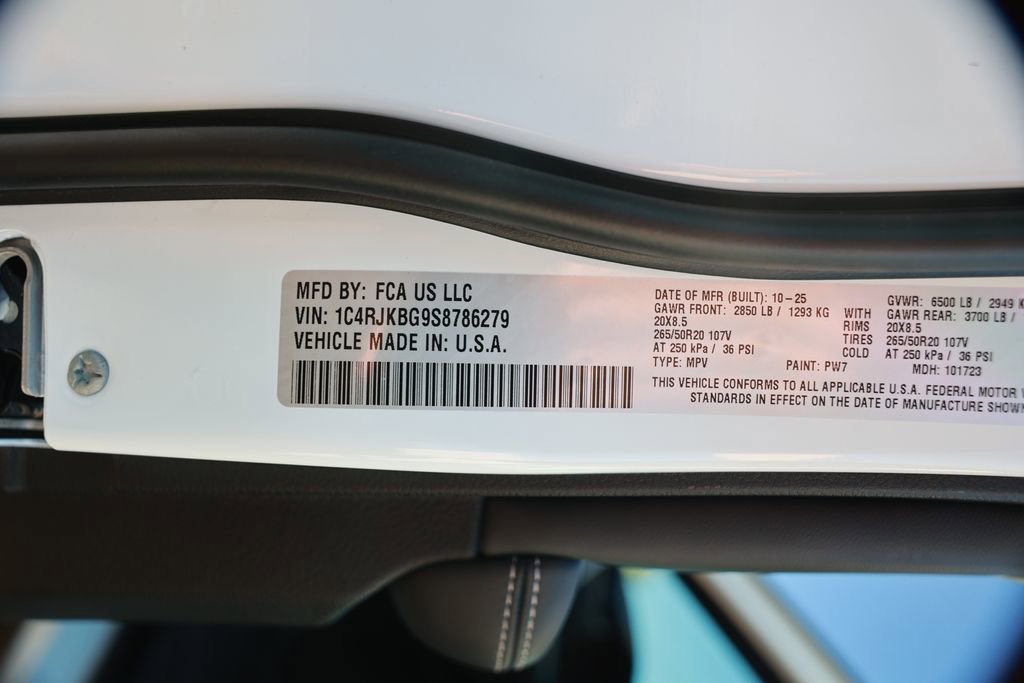 MFD BY: FCA US LLC
VIN: 1C4RJKBG9S8786279
VEHICLE MADE IN: U.S.A.
DATE OF MFR (BUILT): 10-25
GVWR: 6500 LB / 2949
GAWR FRONT: 2850 LB / 1293 KG WITH GAWR REAR: 3700 LB /
20X8.5 RIMS 20X8.5
265/50R20 107V TIRES 265/50R20 107V
AT 250 kPa / 36 PSI COLD AT 250 kPa / 36 PSI
TYPE: MPV PAINT: PW7 MDH: 101723
THIS VEHICLE CONFORMS TO ALL APPLICABLE U.S.A. FEDERAL MOTOR
STANDARDS IN EFFECT ON THE DATE OF MANUFACTURE SHOWN